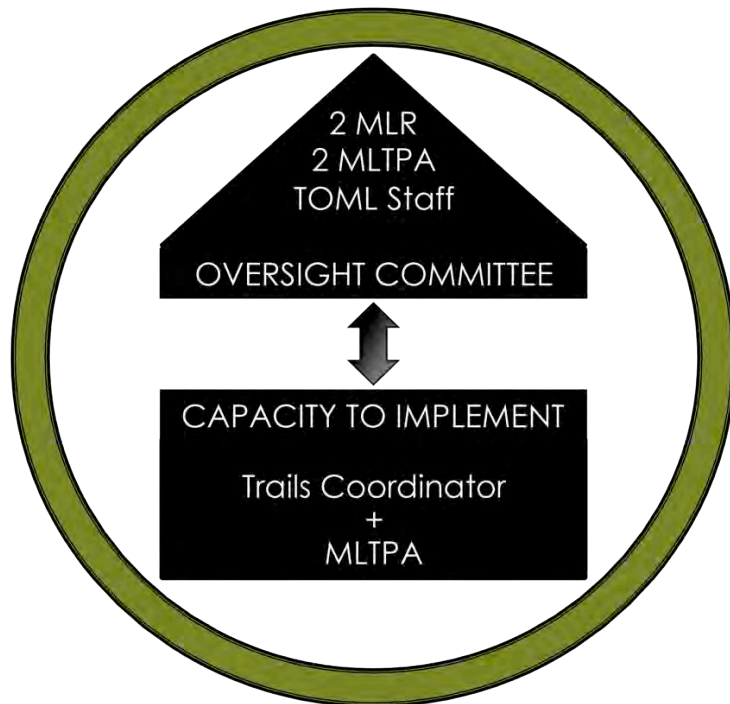 2 MLR
2 MLTPA
TOML Staff
OVERSIGHT COMMITTEE
CAPACITY TO IMPLEMENT
Trails Coordinator
+
MLTPA